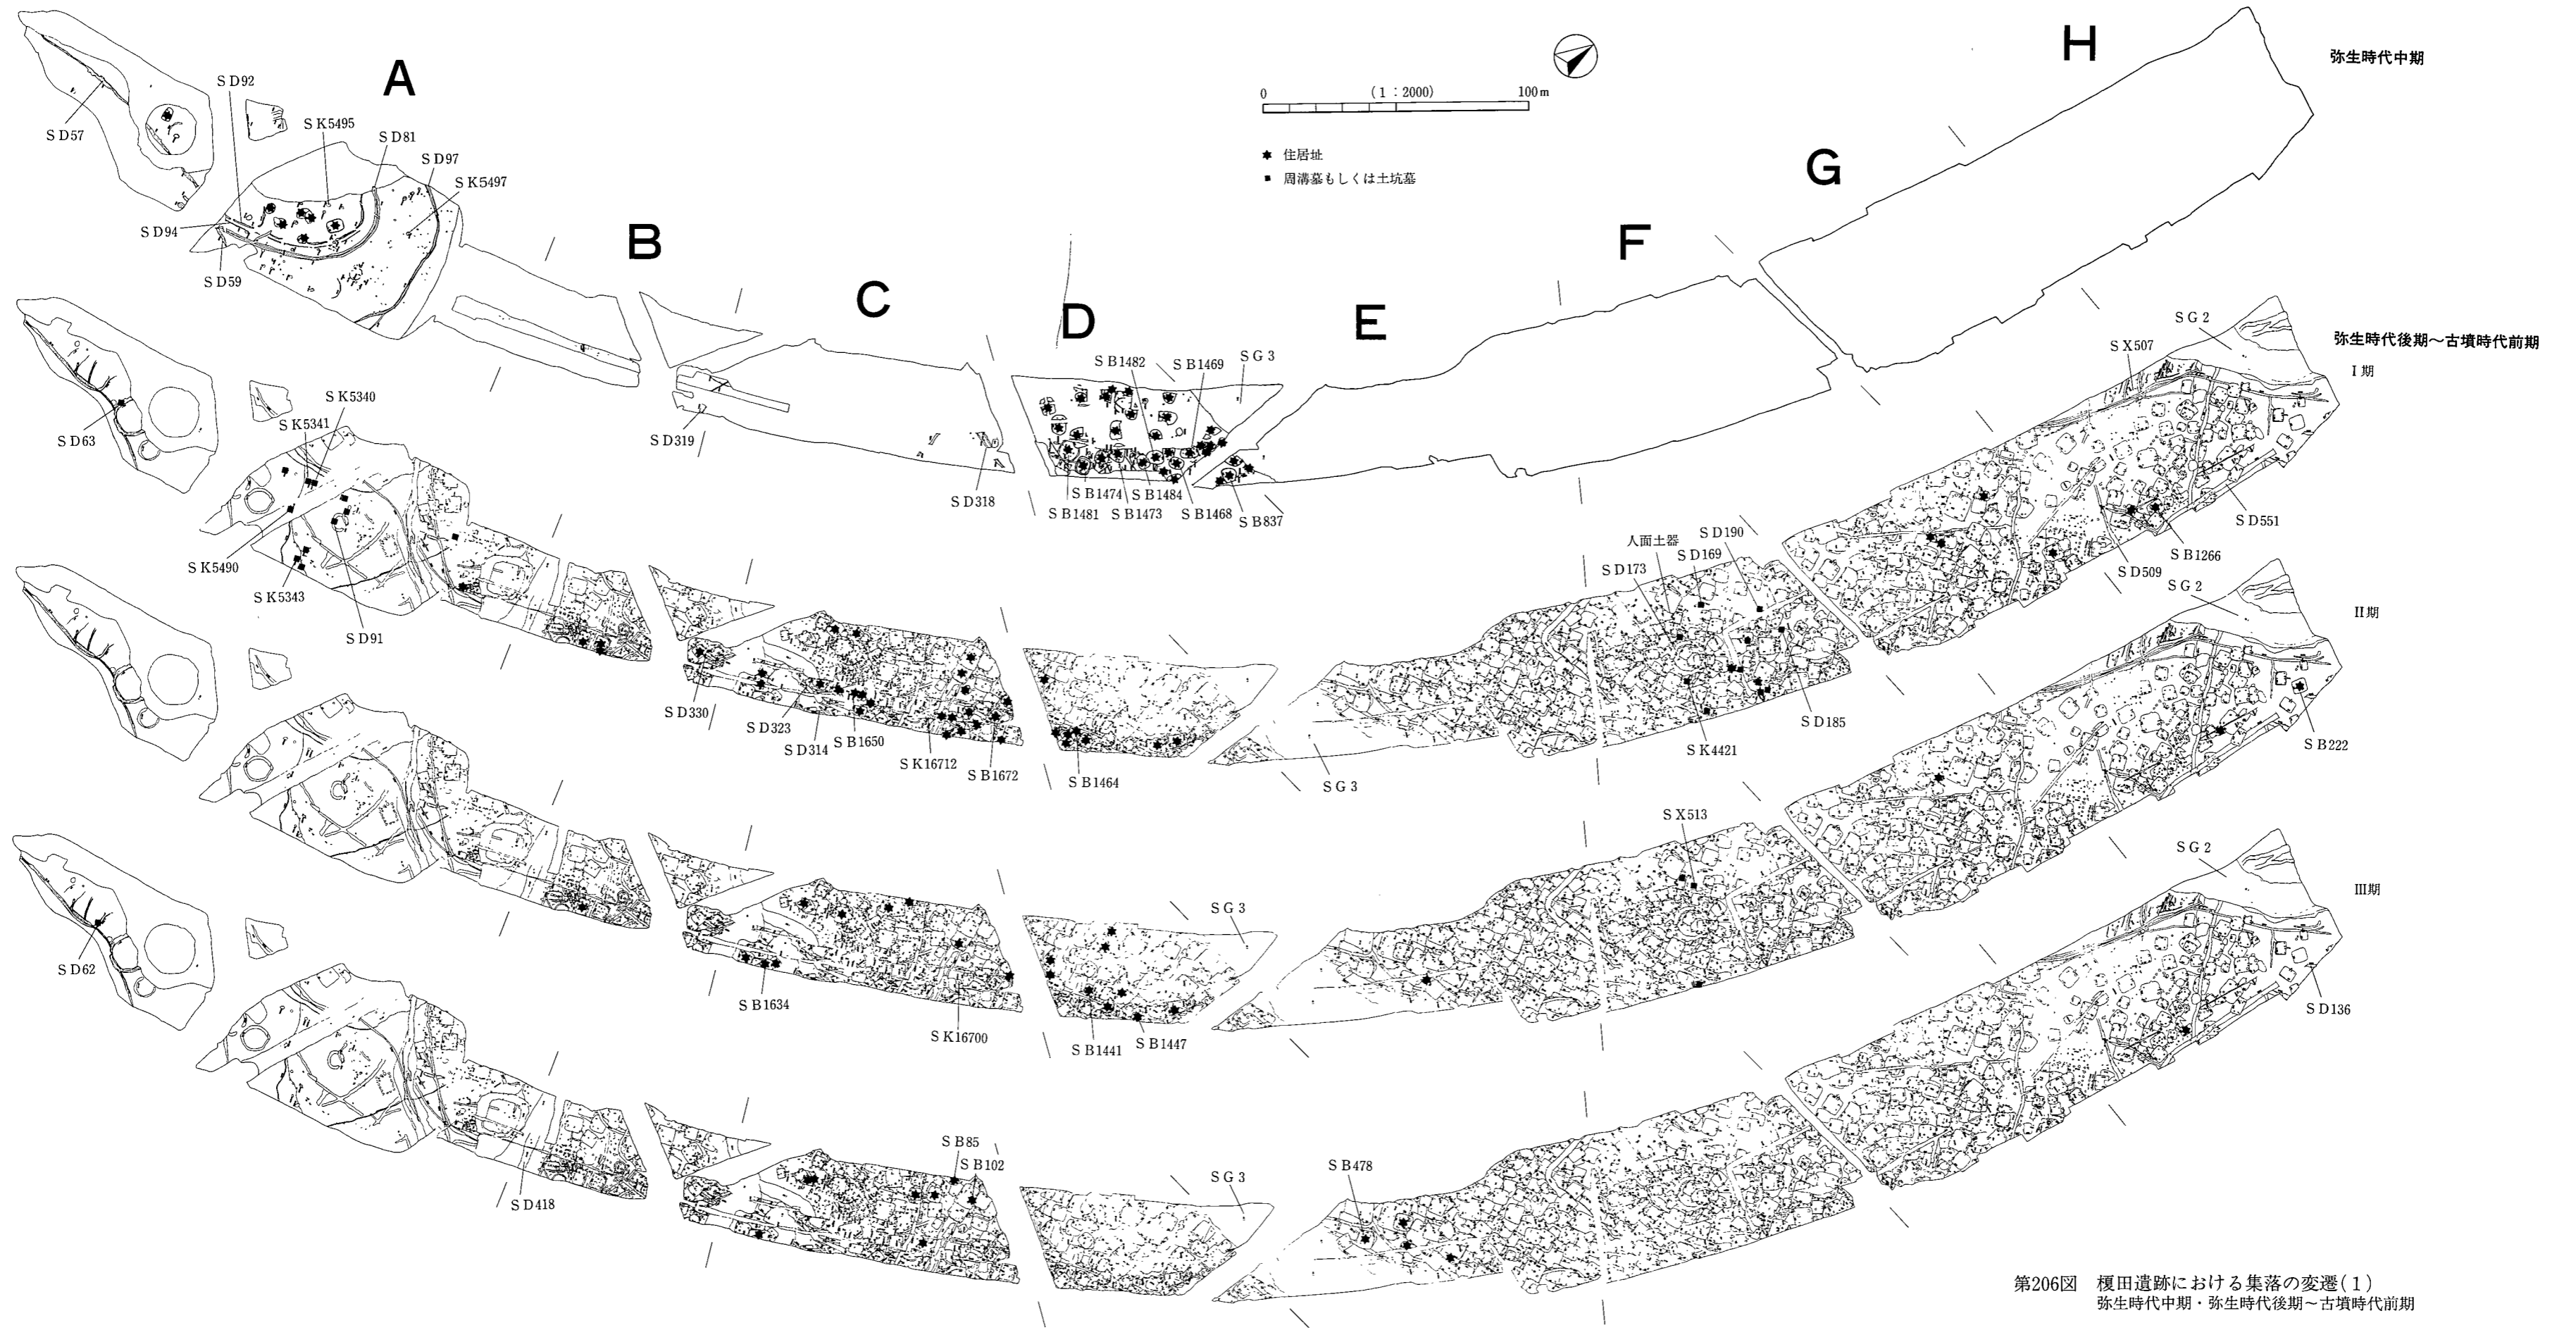 A
B
C
D
E
F
G
H
弥生時代中期
0 (1:2000) 100m
住居址
周溝墓もしくは土坑墓
SD57
SD92
SK5495
SD81
SD97
SK5497
SD94
SD59
SD319
SD318
SB1482
SB1469
SG3
SB1474
SB1484
SB1481
SB1473
SB1468
SB837
弥生時代後期~古墳時代前期
I期
SD63
SK5340
SK5341
SK5490
SK5343
SD91
SD330
SD323
SD314
SB1650
SK16712
SB1672
SB1464
SG3
人面土器
SD190
SD169
SD173
SD185
SK4421
SG2
SX507
SD551
SB1266
SD509
II期
SG2
SB222
SX513
SG3
SB1634
SK16700
SB1441
SB1447
III期
SG2
SD136
SD62
SD418
SB85
SB102
SG3
SB478
第206図 榎田遺跡における集落の変遷(1)
弥生時代中期・弥生時代後期~古墳時代前期